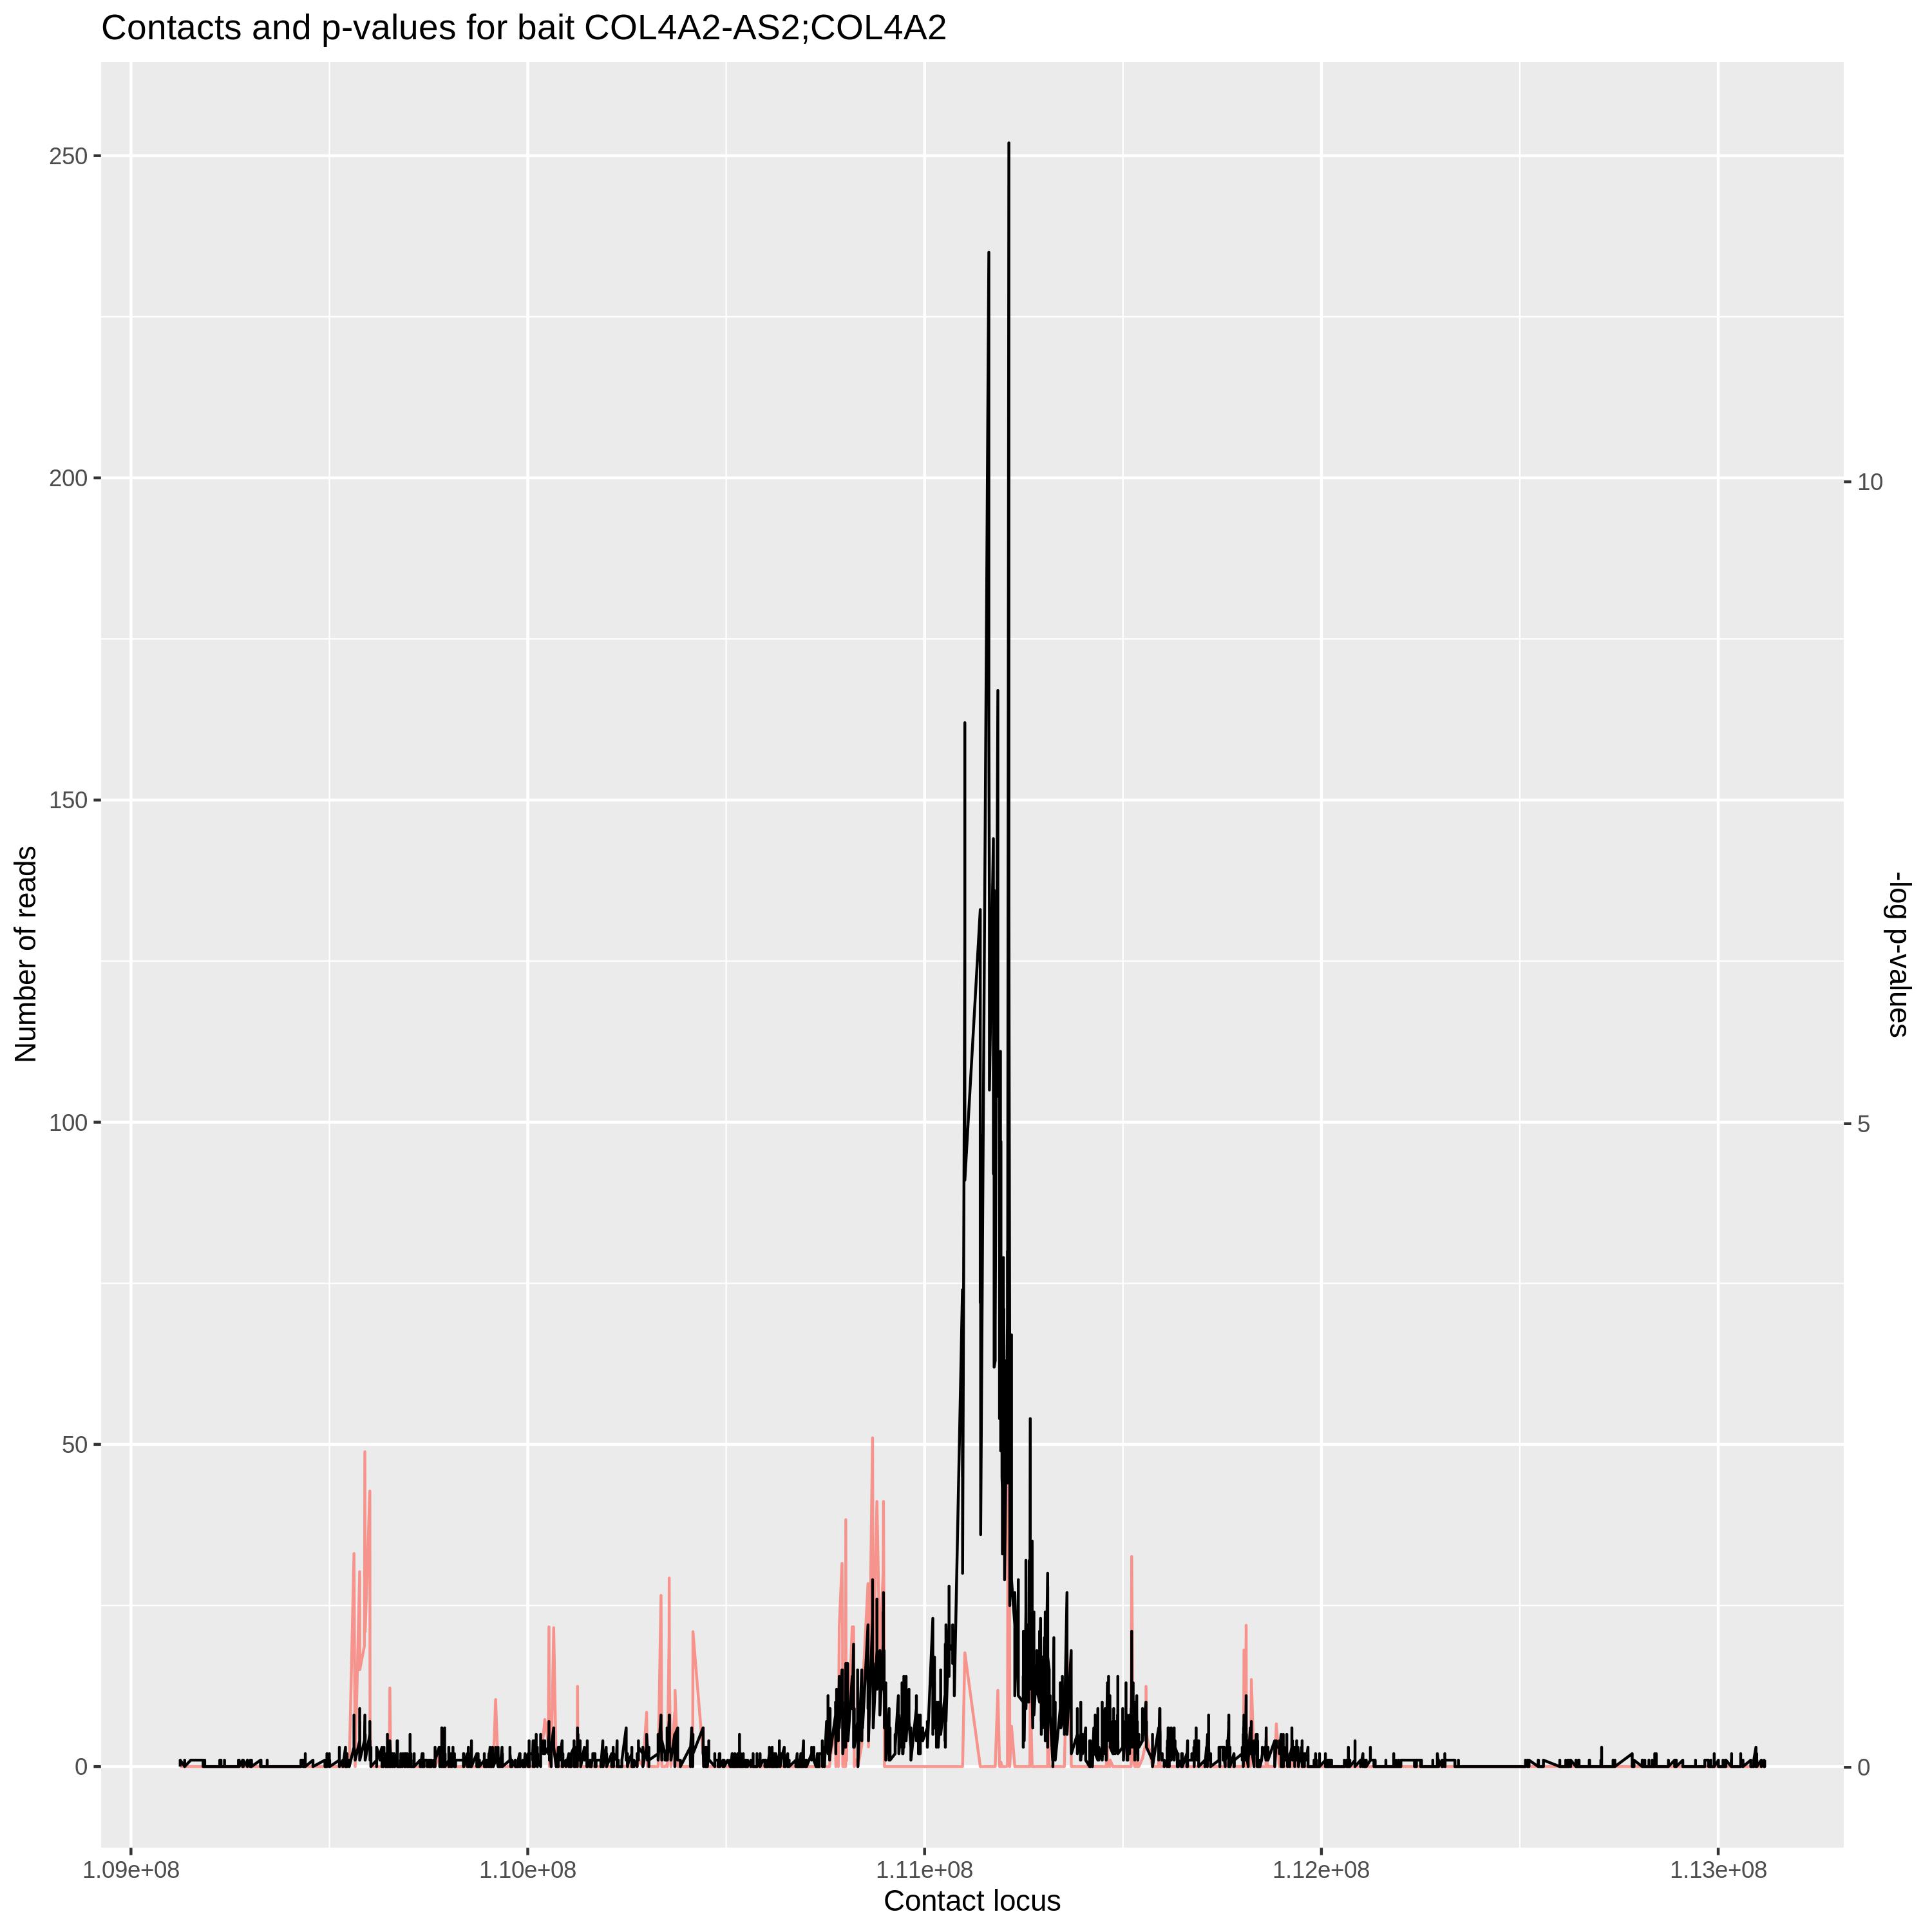 Contacts and p-values for bait COL4A2-AS2;COL4A2
Number of reads
250
200
150
100
50
0
10
5
0
-log p-values
1.09e+08 1.10e+08 1.11e+08 1.12e+08 1.13e+08
Contact locus